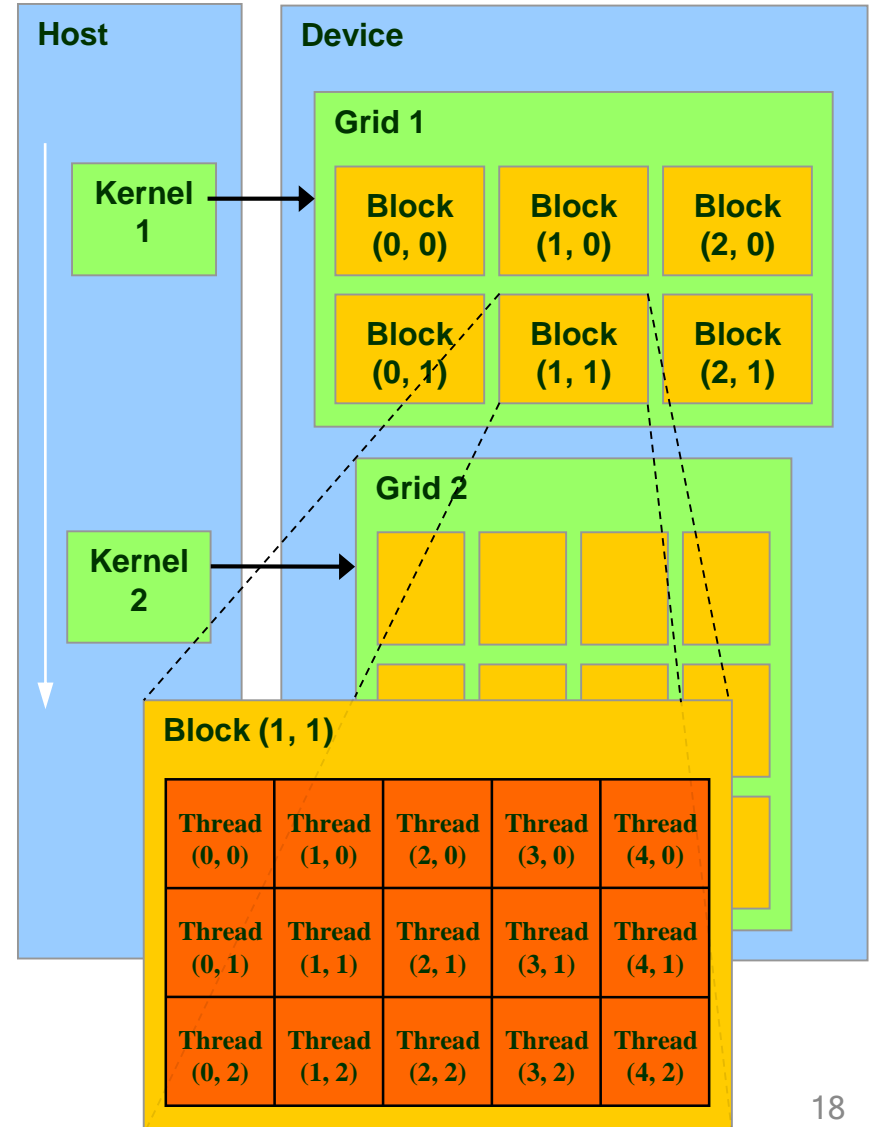 Host
Device
Grid 1
Kernel
1
Block
(0, 0)
Block
(1, 0)
Block
(2, 0)
Block
(0, 1)
Block
(1, 1)
Block
(2, 1)
Grid 2
Kernel
2
Block (1, 1)
Thread
(0, 0)
Thread
(1, 0)
Thread
(2, 0)
Thread
(3, 0)
Thread
(4, 0)
Thread
(0, 1)
Thread
(1, 1)
Thread
(2, 1)
Thread
(3, 1)
Thread
(4, 1)
Thread
(0, 2)
Thread
(1, 2)
Thread
(2, 2)
Thread
(3, 2)
Thread
(4, 2)
18